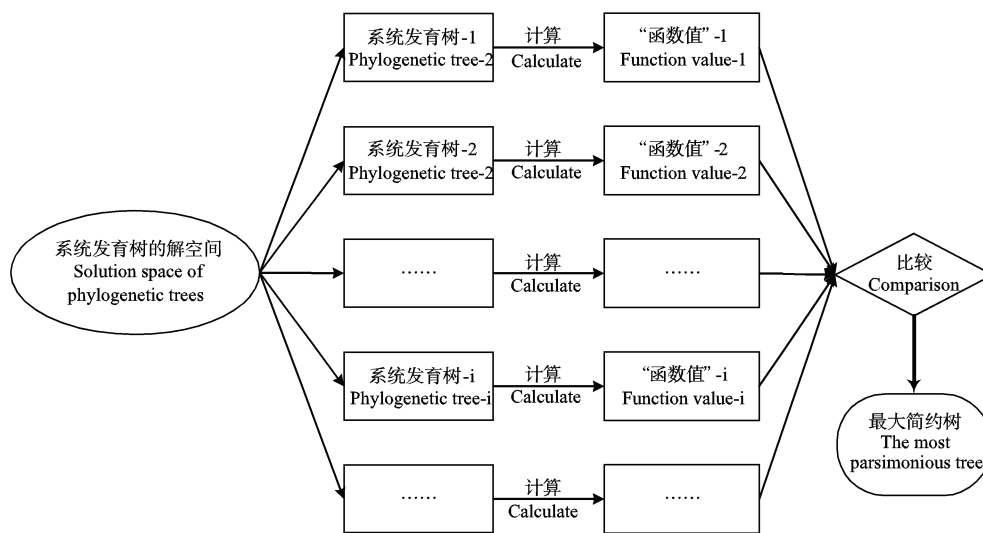 系统发育树的解空间
Solution space of
phylogenetic trees
系统发育树-1
Phylogenetic tree-2
计算
Calculate
“函数值”-1
Function value-1
系统发育树-2
Phylogenetic tree-2
计算
Calculate
“函数值”-2
Function value-2
……
计算
Calculate
……
系统发育树-i
Phylogenetic tree-i
计算
Calculate
“函数值”-i
Function value-i
……
计算
Calculate
……
比较
Comparison
最大简约树
The most
parsimonious tree